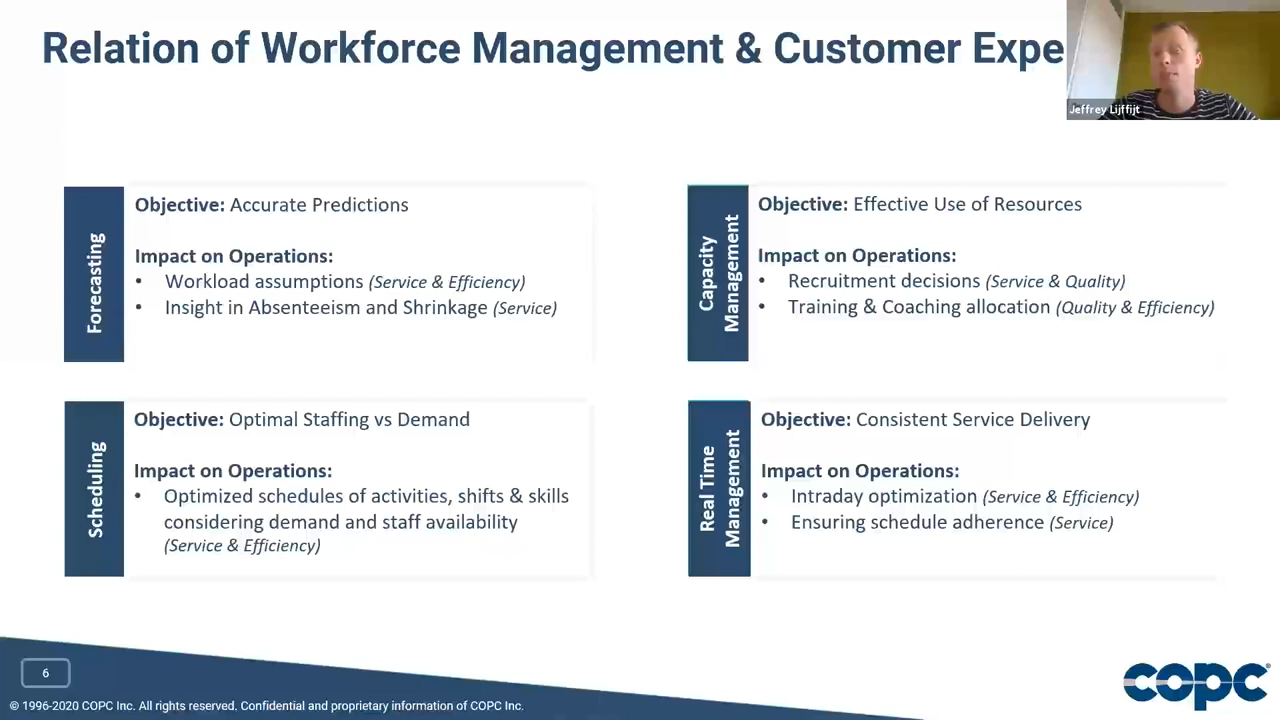 Relation of Workforce Management & Customer Expe
Jeffrey Lijffijt
Forecasting
Objective: Accurate Predictions
Impact on Operations:
• Workload assumptions (Service & Efficiency)
• Insight in Absenteeism and Shrinkage (Service)
Capacity
Management
Objective: Effective Use of Resources
Impact on Operations:
• Recruitment decisions (Service & Quality)
• Training & Coaching allocation (Quality & Efficiency)
Scheduling
Objective: Optimal Staffing vs Demand
Impact on Operations:
• Optimized schedules of activities, shifts & skills
considering demand and staff availability
(Service & Efficiency)
Real Time
Management
Objective: Consistent Service Delivery
Impact on Operations:
• Intraday optimization (Service & Efficiency)
• Ensuring schedule adherence (Service)
6
© 1996-2020 COPC Inc. All rights reserved. Confidential and proprietary information of COPC Inc.
copc®